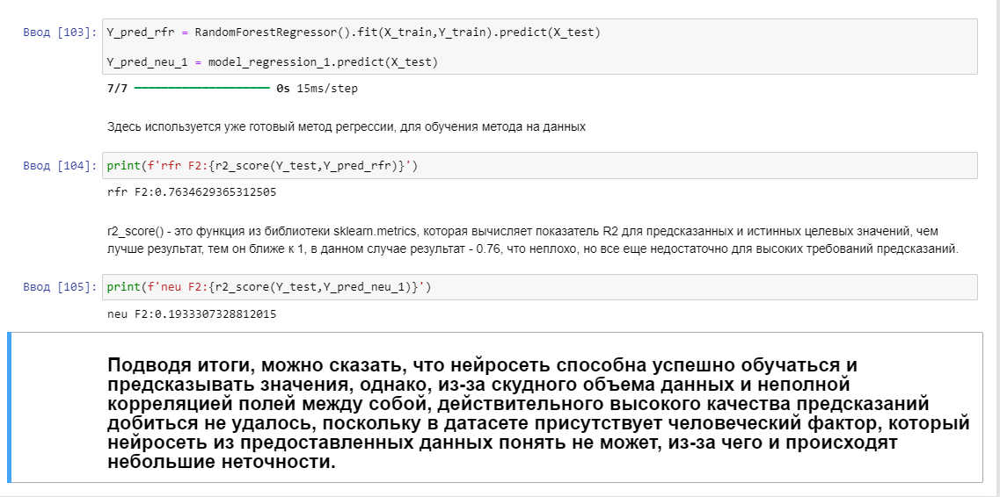 Ввод [103]: Y_pred_rfr = RandomForestRegressor().fit(X_train,Y_train).predict(X_test)
Y_pred_neu_1 = model_regression_1.predict(X_test)
7/7 ━━━━━━━━━━━━━━━━━━━━ 0s 15ms/step
Здесь используется уже готовый метод регрессии, для обучения метода на данных
Ввод [104]: print(f'rfr F2:{r2_score(Y_test,Y_pred_rfr)}')
rfr F2:0.7634629365312505
r2_score() - это функция из библиотеки sklearn.metrics, которая вычисляет показатель R2 для предсказанных и истинных целевых значений, чем
лучше результат, тем он ближе к 1, в данном случае результат - 0.76, что неплохо, но все еще недостаточно для высоких требований предсказаний.
Ввод [105]: print(f'neu F2:{r2_score(Y_test,Y_pred_neu_1)}')
neu F2:0.1933307328812015
Подводя итоги, можно сказать, что нейросеть способна успешно обучаться и
предсказывать значения, однако, из-за скудного объема данных и неполной
корреляцией полей между собой, действительного высокого качества предсказаний
добиться не удалось, поскольку в датасете присутствует человеческий фактор, который
нейросеть из предоставленных данных понять не может, из-за чего и происходят
небольшие неточности.